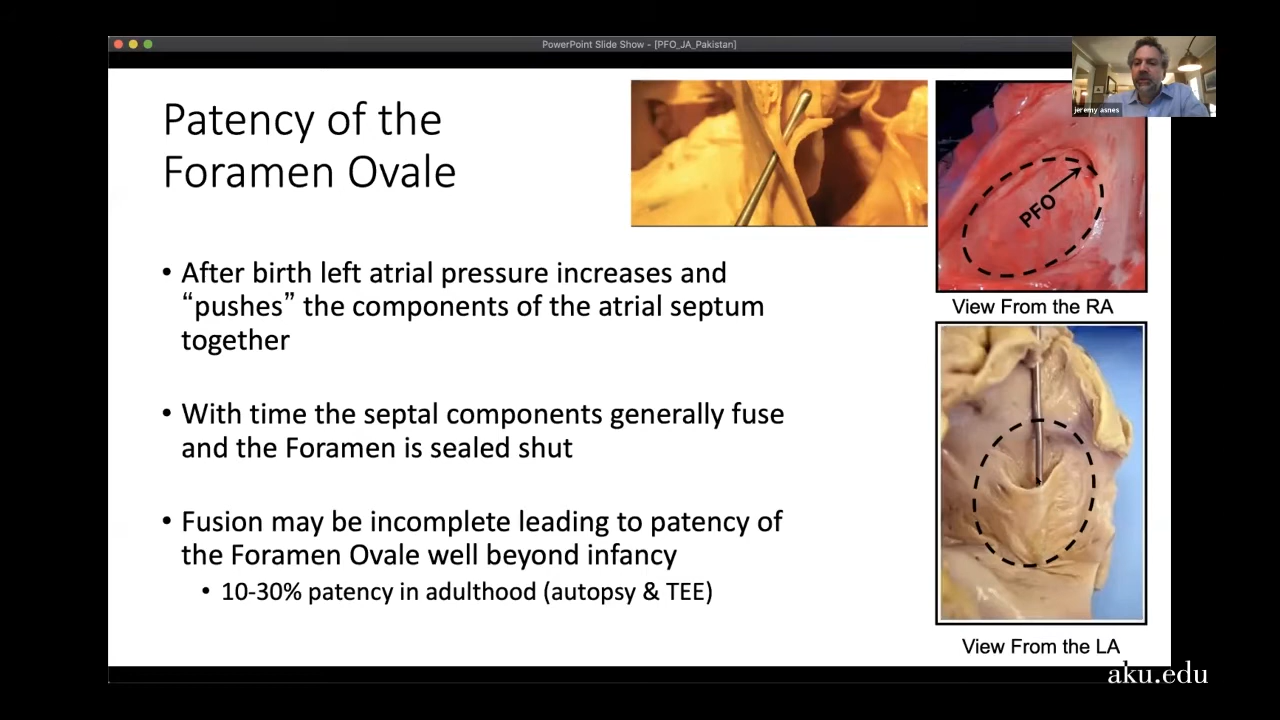 PowerPoint Slide Show - [PFO_JA_Pakistan]
jeremy asnes
Patency of the
Foramen Ovale
• After birth left atrial pressure increases and
“pushes” the components of the atrial septum
together
• With time the septal components generally fuse
and the Foramen is sealed shut
• Fusion may be incomplete leading to patency of
the Foramen Ovale well beyond infancy
• 10-30% patency in adulthood (autopsy & TEE)
PFO
View From the RA
View From the LA
aku.edu